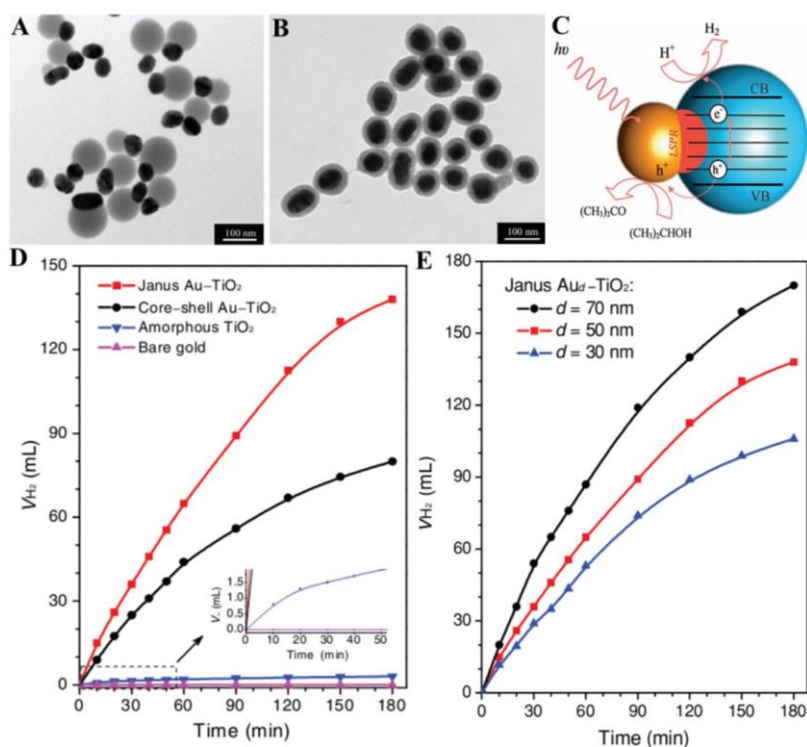 A
100 nm
B
100 nm
C
hυ
H⁺
H₂
CB
e⁻
LSPR
h⁺
h⁺
VB
(CH₃)₂CO
(CH₃)₂CHOH
D
Janus Au–TiO₂
Core–shell Au–TiO₂
Amorphous TiO₂
Bare gold
150
120
90
60
30
0
VH₂ (mL)
1.5
1.0
0.5
0.0
0 10 20 30 40 50
Time (min)
0 30 60 90 120 150 180
Time (min)
E
Janus Aud–TiO₂:
d = 70 nm
d = 50 nm
d = 30 nm
180
150
120
90
60
30
0
VH₂ (mL)
0 30 60 90 120 150 180
Time (min)